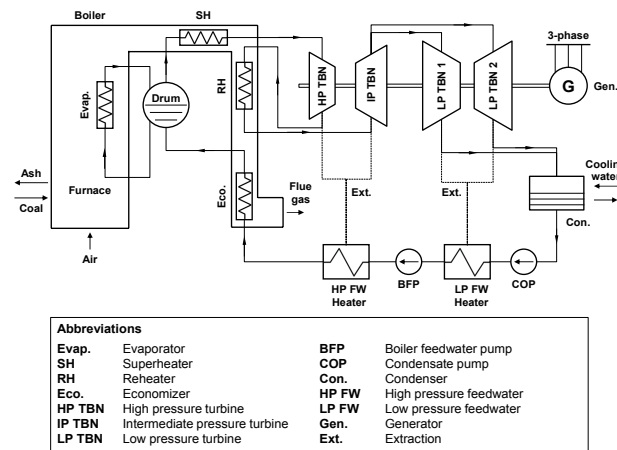 Boiler
SH
3-phase
HP TBN
IP TBN
LP TBN 1
LP TBN 2
G
Gen.
RH
Evap.
Drum
Ash
Coal
Furnace
Eco.
Flue
gas
Ext.
Ext.
Cooling
water
Con.
Air
HP FW
Heater
BFP
LP FW
Heater
COP
Abbreviations
Evap. Evaporator
SH Superheater
RH Reheater
Eco. Economizer
HP TBN High pressure turbine
IP TBN Intermediate pressure turbine
LP TBN Low pressure turbine
BFP Boiler feedwater pump
COP Condensate pump
Con. Condenser
HP FW High pressure feedwater
LP FW Low pressure feedwater
Gen. Generator
Ext. Extraction